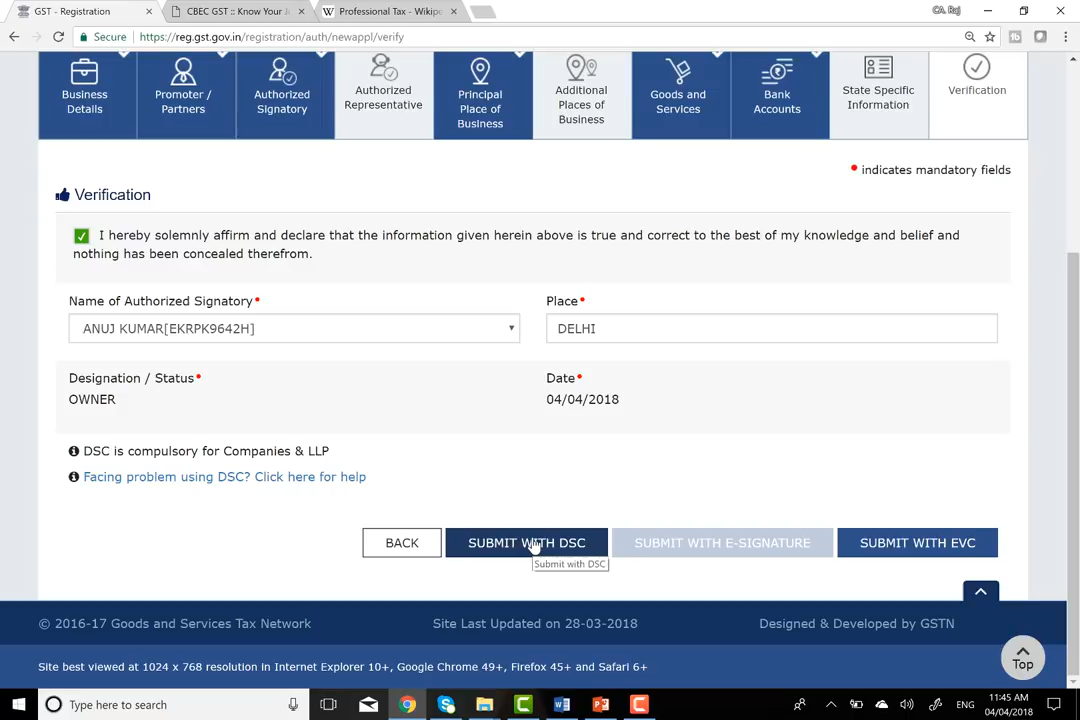 GST - Registration
CBEC GST :: Know Your J
Professional Tax - Wikipe
CA. Raj
Secure
https://reg.gst.gov.in/registration/auth/newappl/verify
Business Details
Promoter / Partners
Authorized Signatory
Authorized Representative
Principal Place of Business
Additional Places of Business
Goods and Services
Bank Accounts
State Specific Information
Verification
• indicates mandatory fields
Verification
I hereby solemnly affirm and declare that the information given herein above is true and correct to the best of my knowledge and belief and
nothing has been concealed therefrom.
Name of Authorized Signatory•
Place•
ANUJ KUMAR[EKRPK9642H]
DELHI
Designation / Status•
Date•
OWNER
04/04/2018
DSC is compulsory for Companies & LLP
Facing problem using DSC? Click here for help
BACK
SUBMIT WITH DSC
SUBMIT WITH E-SIGNATURE
SUBMIT WITH EVC
Submit with DSC
© 2016-17 Goods and Services Tax Network
Site Last Updated on 28-03-2018
Designed & Developed by GSTN
Site best viewed at 1024 x 768 resolution in Internet Explorer 10+, Google Chrome 49+, Firefox 45+ and Safari 6+
Top
Type here to search
ENG
11:45 AM
04/04/2018